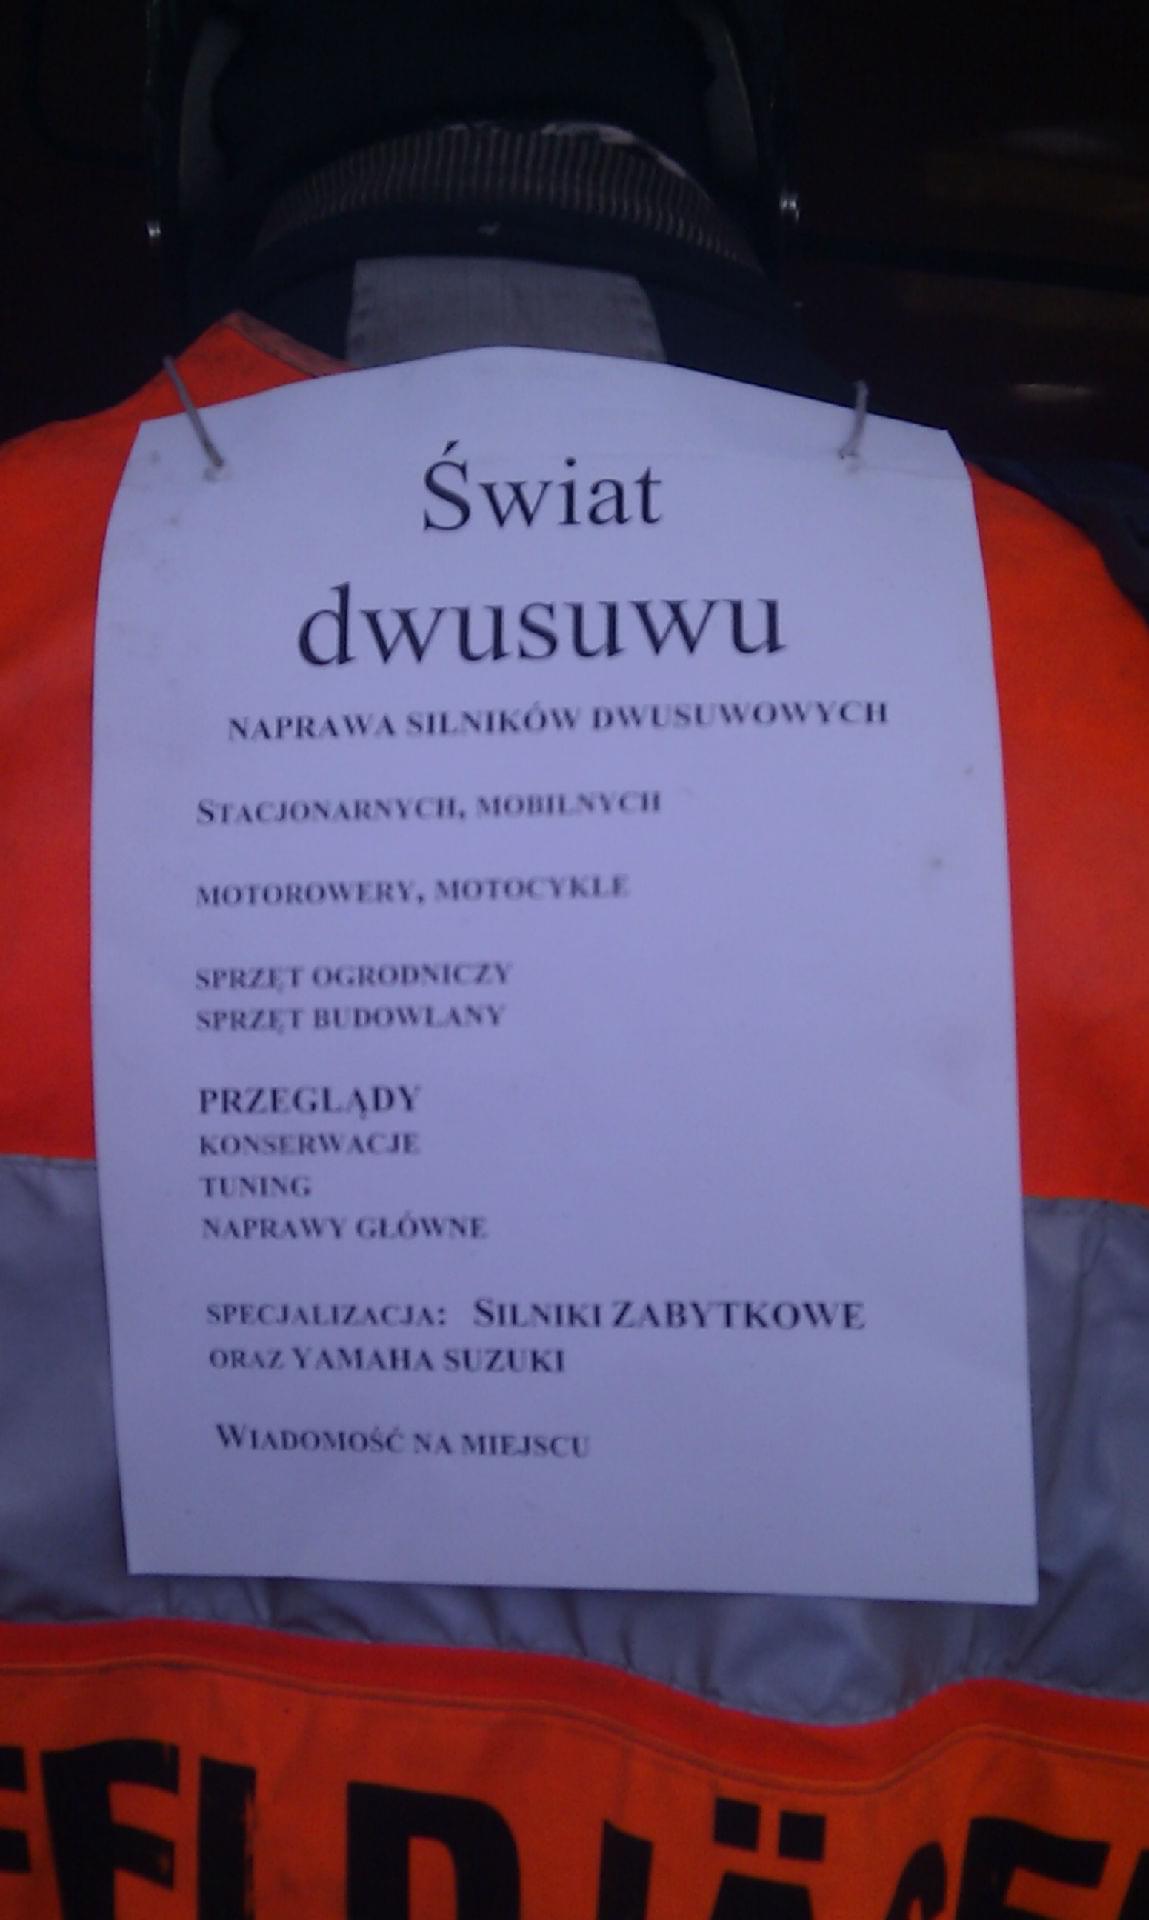 Świat
dwusuwu
NAPRAWA SILNIKÓW DWUSUWOWYCH
STACJONARNYCH, MOBILNYCH
MOTOROWERY, MOTOCYKLE
SPRZĘT OGRODNICZY
SPRZĘT BUDOWLANY
PRZEGLĄDY
KONSERWACJE
TUNING
NAPRAWY GŁÓWNE
SPECJALIZACJA: SILNIKI ZABYTKOWE
ORAZ YAMAHA SUZUKI
WIADOMOŚĆ NA MIEJSCU